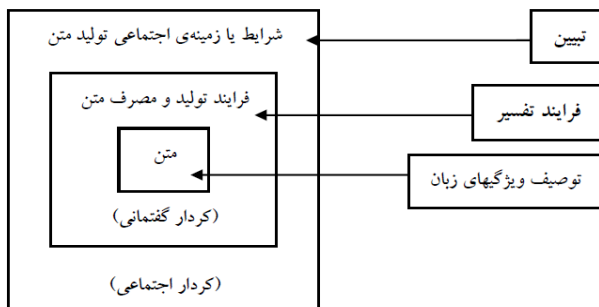 شرایط یا زمینه‌ی اجتماعی تولید متن
تبیین
فرایند تولید و مصرف متن
فرایند تفسیر
متن
توصیف ویژگیهای زبان
(کردار گفتمانی)
(کردار اجتماعی)